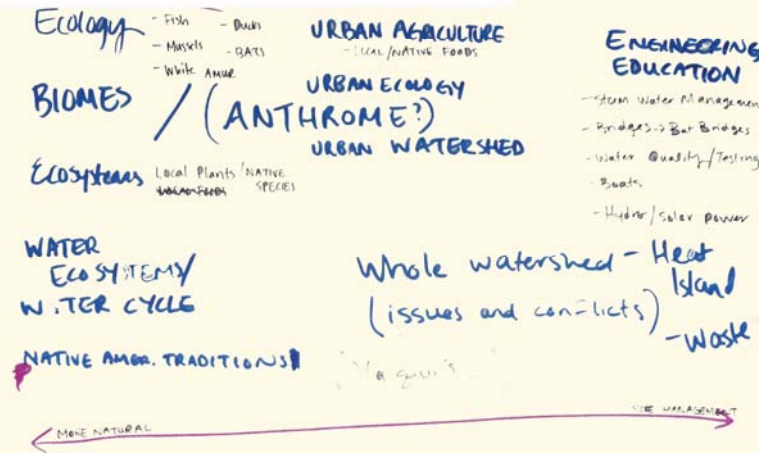 Ecology
- Fish
- Ducks
- Mussels
- BATS
- White AMUR
URBAN AGRICULTURE
LOCAL/NATIVE FOODS
BIOMES / (ANTHROME?)
URBAN ECOLOGY
URBAN WATERSHED
ENGINEERING
EDUCATION
- Storm Water Managemen
- Bridges -> Bat Bridges
- Water Quality/Testing
- Boats
- Hydro/Solar power
Ecosystems
Local Plants/NATIVE
SPECIES
WATER
ECOSYSTEMS/
WATER CYCLE
Whole watershed - Heat
Island
(issues and conflicts)
- Waste
NATIVE AMER. TRADITIONS
MORE NATURAL
MANAGEMENT